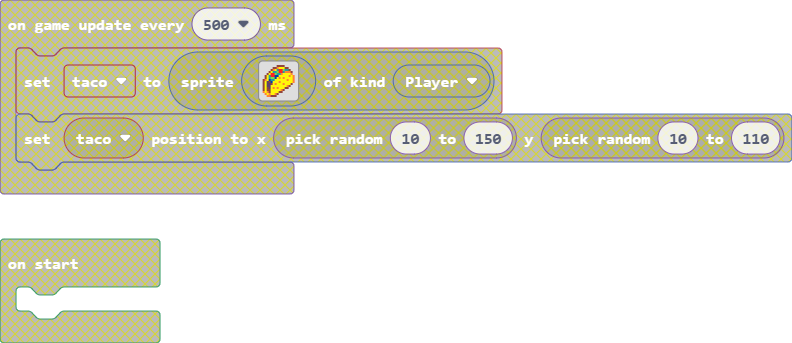 on game update every 500 ms
set taco to sprite of kind Player
set taco position to x pick random 10 to 150 y pick random 10 to 110
on start